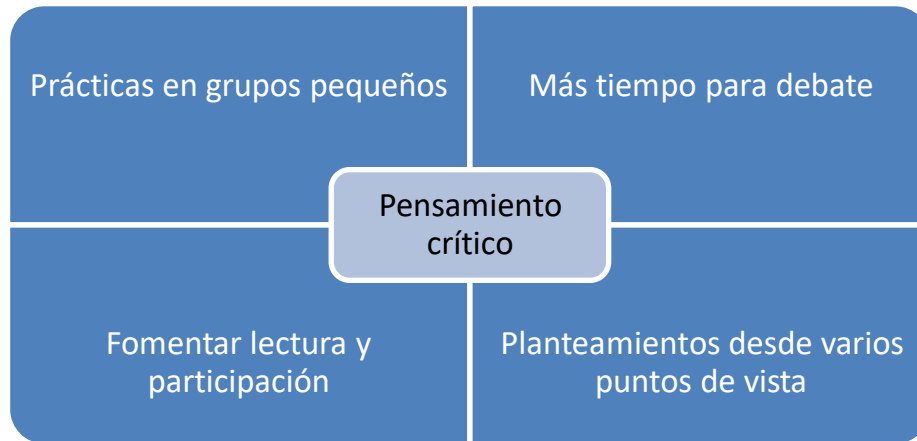 Prácticas en grupos pequeños
Más tiempo para debate
Pensamiento
crítico
Fomentar lectura y
participación
Planteamientos desde varios
puntos de vista